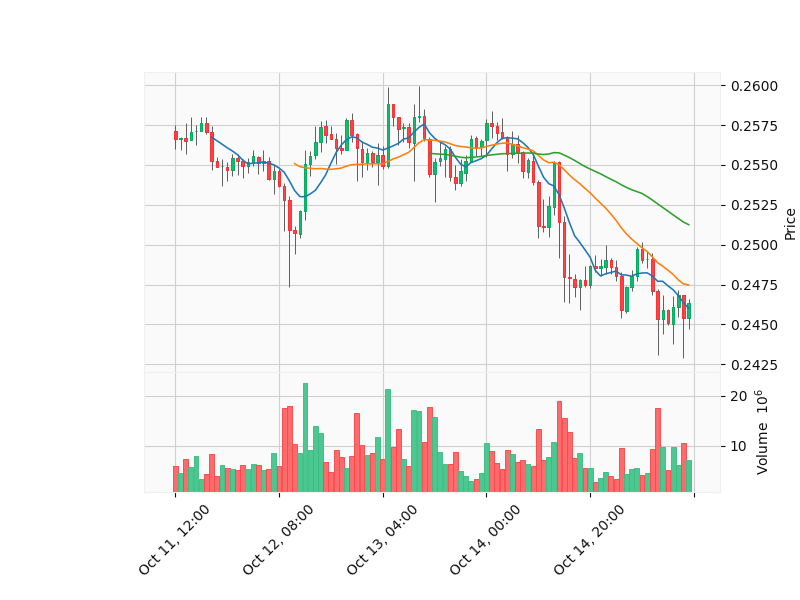 0.2600
0.2575
0.2550
0.2525
0.2500
0.2475
0.2450
0.2425
Price
20
10
Volume 10⁶
Oct 11, 12:00
Oct 12, 08:00
Oct 13, 04:00
Oct 14, 00:00
Oct 14, 20:00